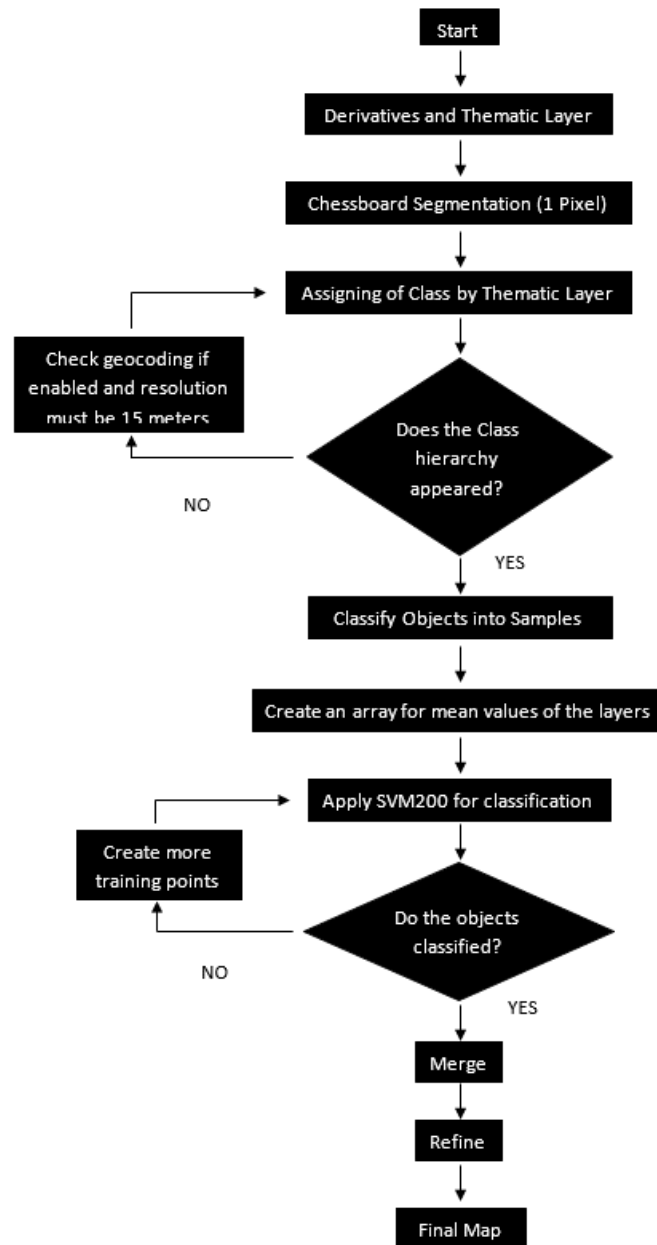 Start
Derivatives and Thematic Layer
Chessboard Segmentation (1 Pixel)
Assigning of Class by Thematic Layer
Check geocoding if
enabled and resolution
must be 15 meters
Does the Class
hierarchy
appeared?
NO
YES
Classify Objects into Samples
Create an array for mean values of the layers
Apply SVM200 for classification
Create more
training points
Do the objects
classified?
NO
YES
Merge
Refine
Final Map